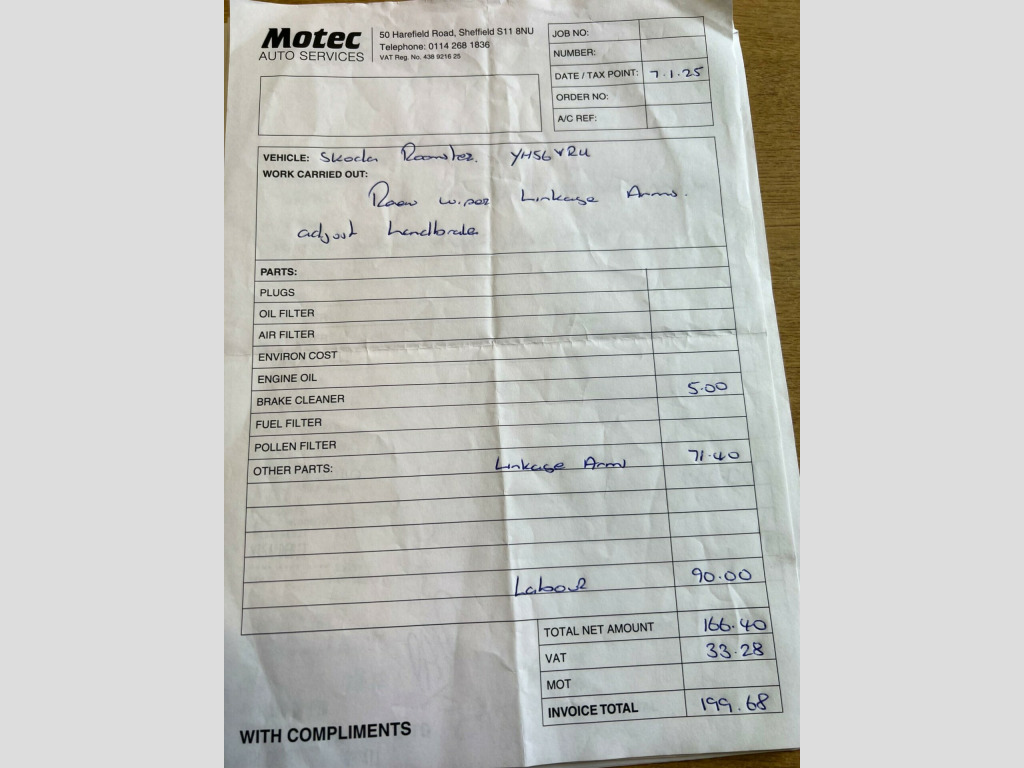 Motec
AUTO SERVICES
50 Harefield Road, Sheffield S11 8NU
Telephone: 0114 268 1836
VAT Reg. No. 438 9216 25
JOB NO:
NUMBER:
DATE / TAX POINT: 7.1.25
ORDER NO:
A/C REF:
VEHICLE: Skoda Roomster. YH56 VRU
WORK CARRIED OUT:
Rear wiper Linkage Arms.
adjust handbrake
PARTS:
PLUGS
OIL FILTER
AIR FILTER
ENVIRON COST
ENGINE OIL
BRAKE CLEANER 5.00
FUEL FILTER
POLLEN FILTER
OTHER PARTS: Linkage Arms 71.40
Labour 90.00
TOTAL NET AMOUNT 166.40
VAT 33.28
MOT
INVOICE TOTAL 199.68
WITH COMPLIMENTS